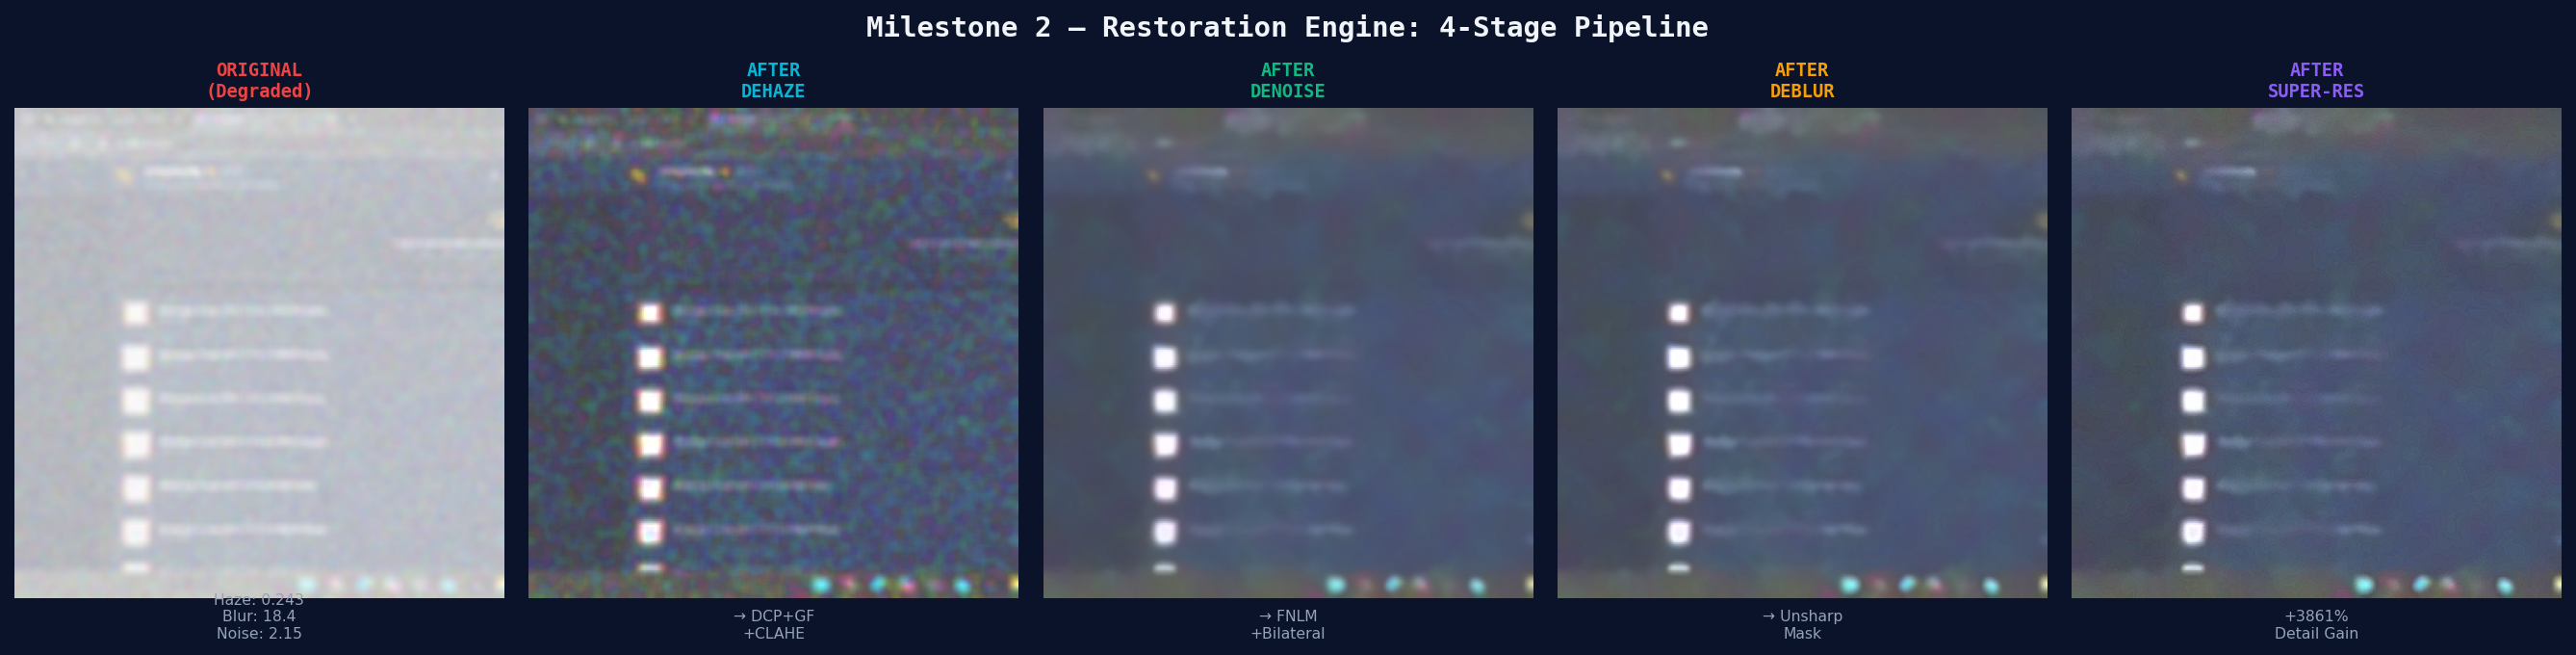 Milestone 2 — Restoration Engine: 4-Stage Pipeline
ORIGINAL
(Degraded)
AFTER
DEHAZE
AFTER
DENOISE
AFTER
DEBLUR
AFTER
SUPER-RES
Haze: 0.243
Blur: 18.4
Noise: 2.15
→ DCP+GF
+CLAHE
→ FNLM
+Bilateral
→ Unsharp
Mask
+3861%
Detail Gain